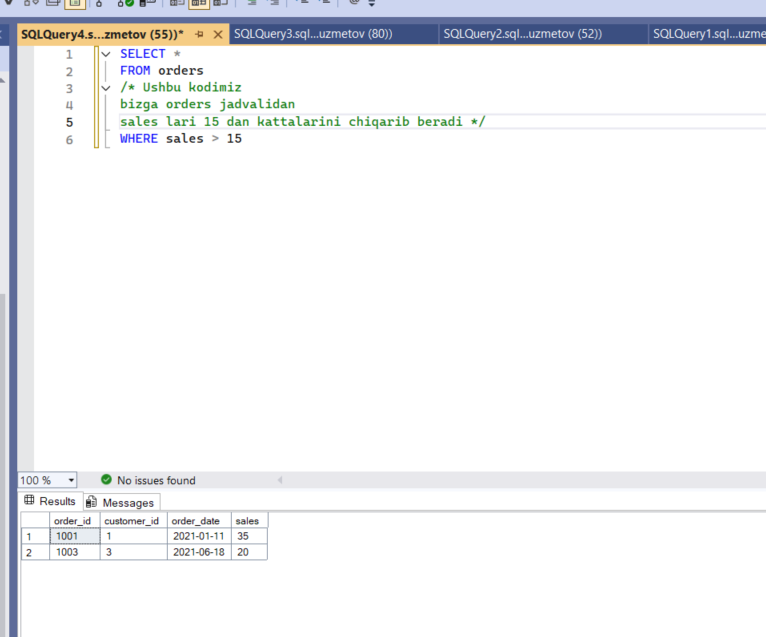 SQLQuery4.s...zmetov (55))* SQLQuery3.sql...uzmetov (80)) SQLQuery2.sql...uzmetov (52)) SQLQuery1.sql...uzme
1 SELECT *
2 FROM orders
3 /* Ushbu kodimiz
4 bizga orders jadvalidan
5 sales lari 15 dan kattalarini chiqarib beradi */
6 WHERE sales > 15
100 % No issues found
Results Messages
order_id customer_id order_date sales
1 1001 1 2021-01-11 35
2 1003 3 2021-06-18 20